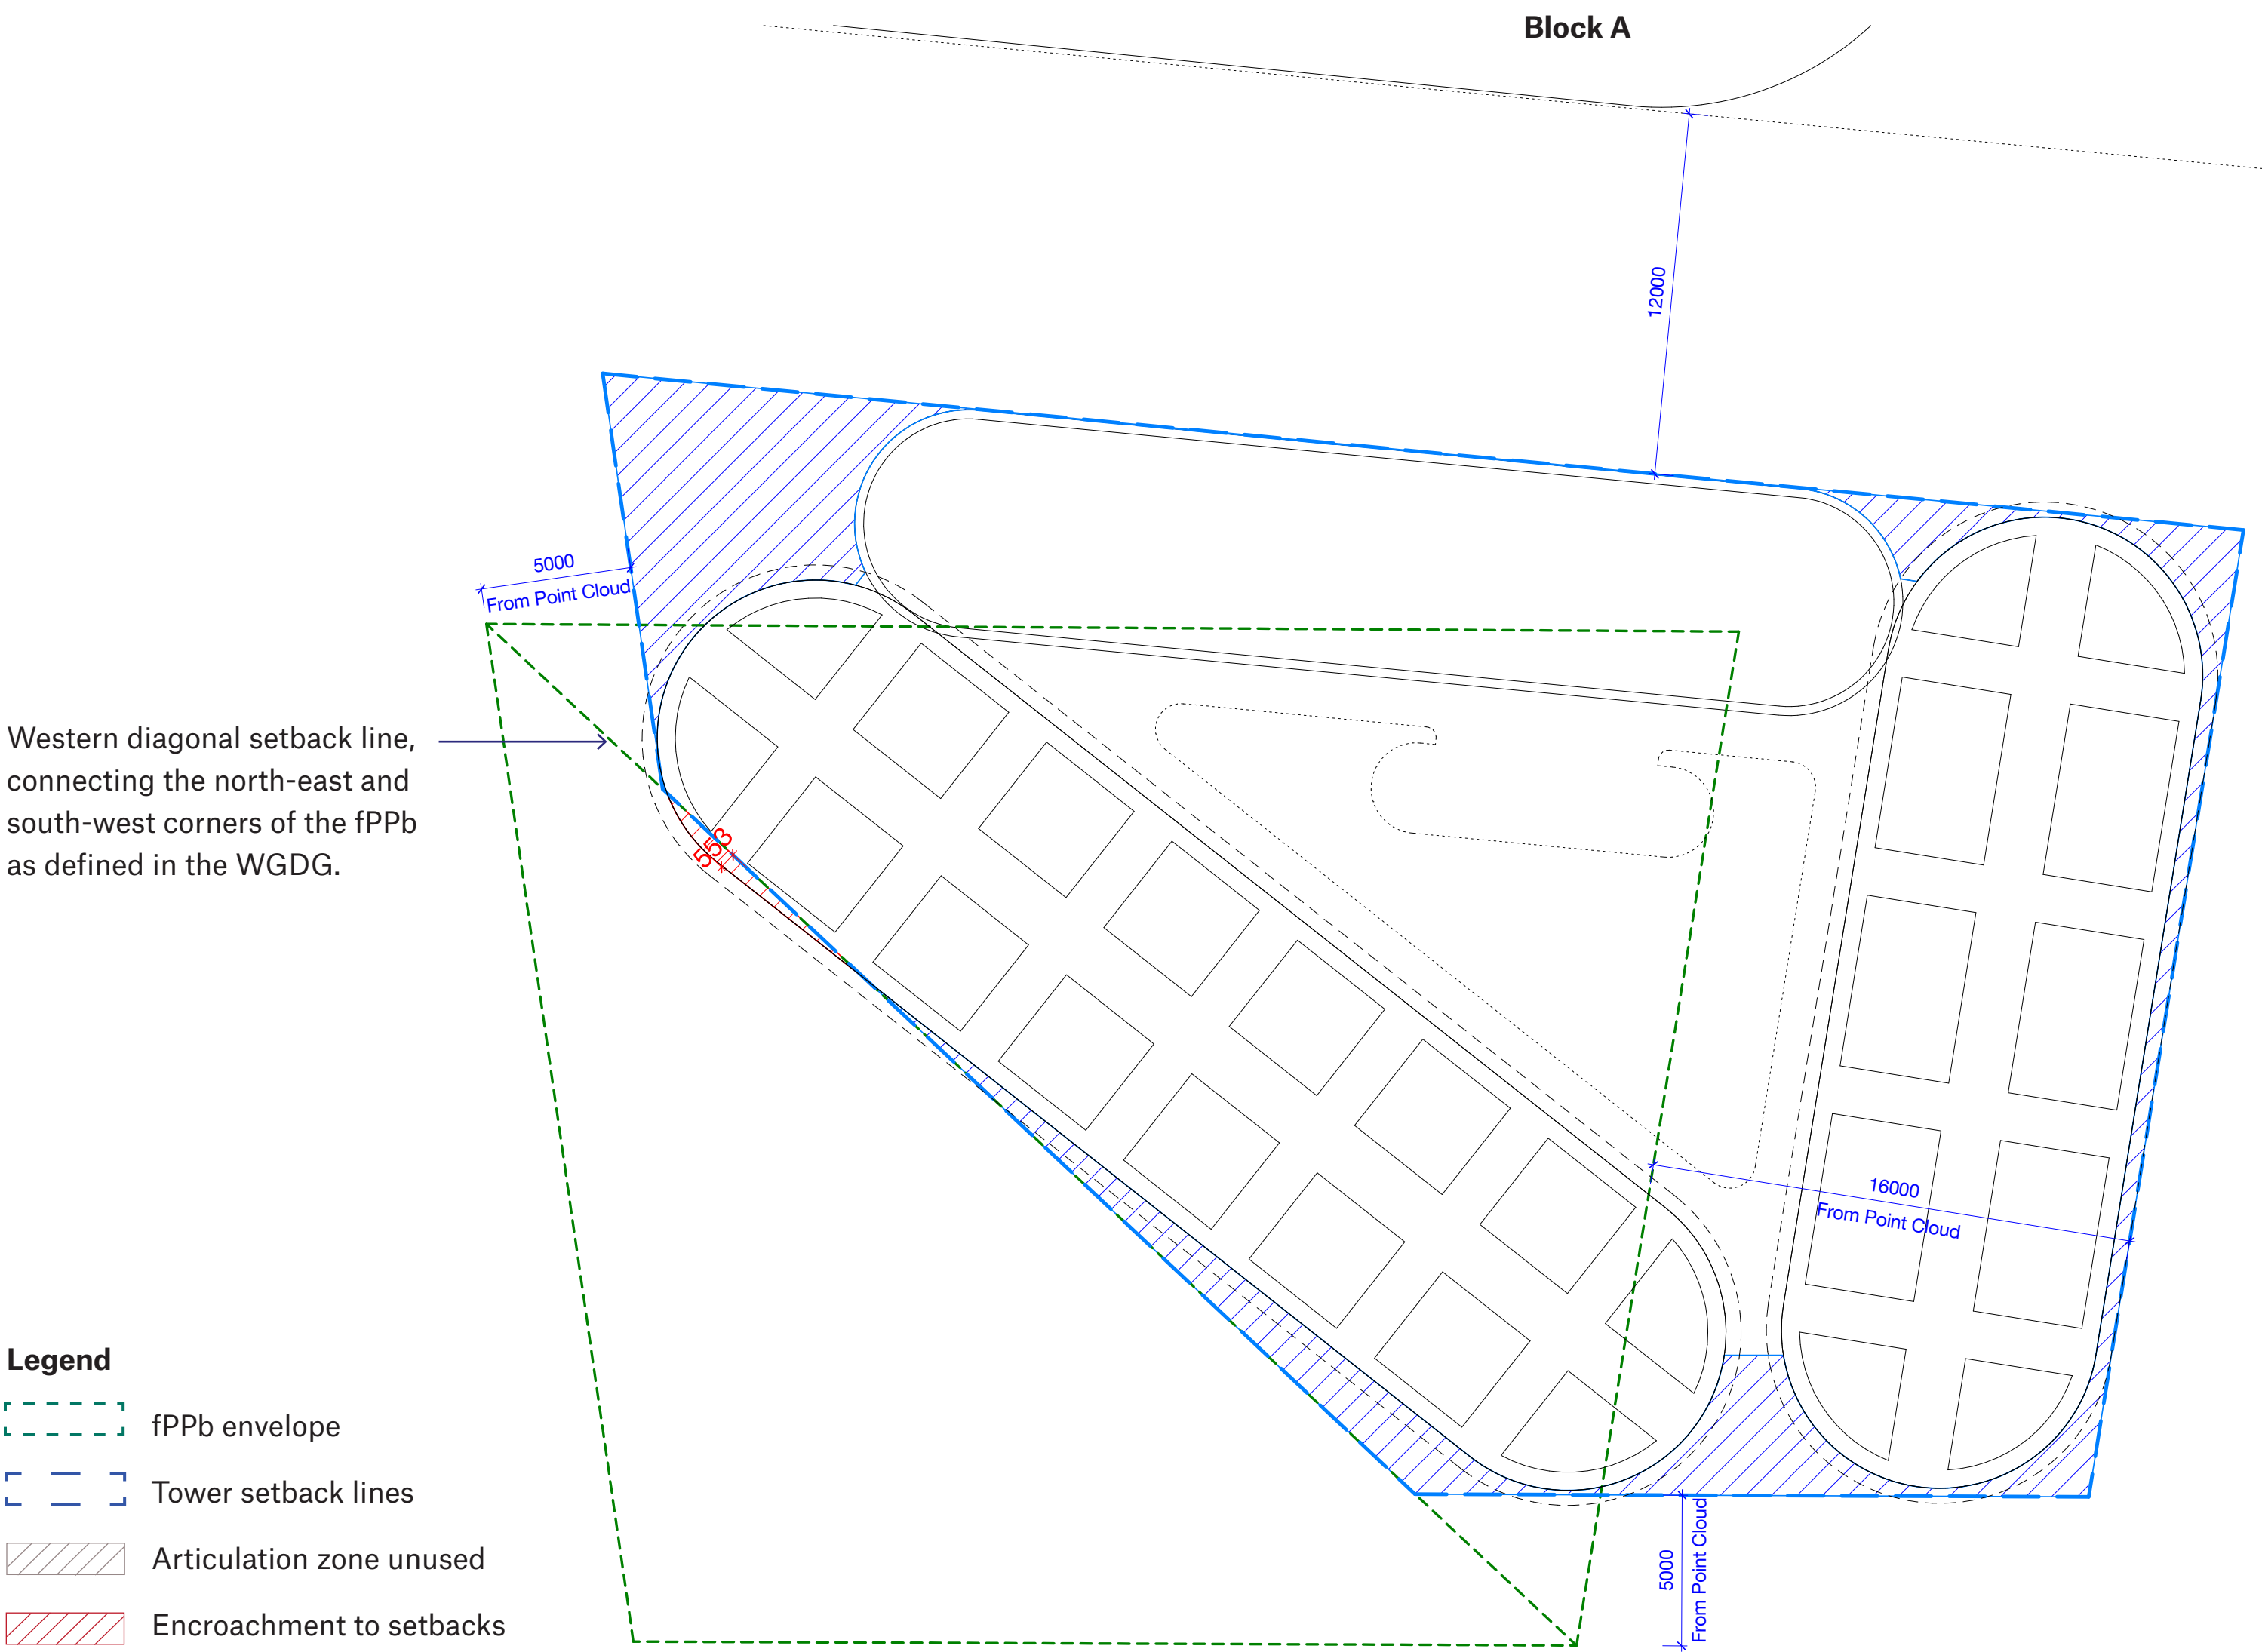 Block A
12000
5000
From Point Cloud
Western diagonal setback line,
connecting the north-east and
south-west corners of the fPPb
as defined in the WGDG.
553
16000
From Point Cloud
5000
From Point Cloud
Legend
fPPb envelope
Tower setback lines
Articulation zone unused
Encroachment to setbacks